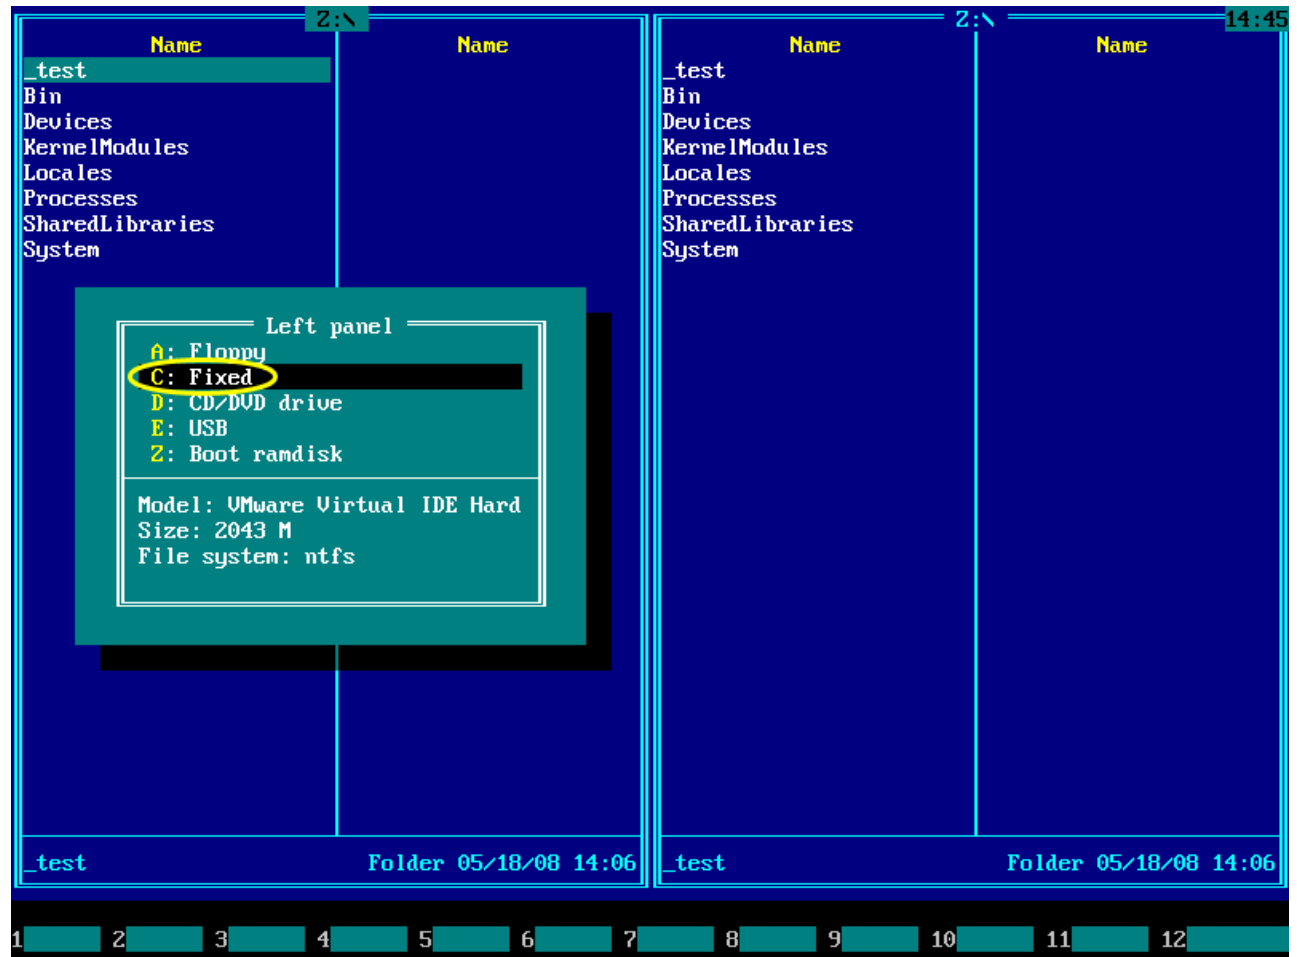 Z:\
Name Name
_test
Bin
Devices
KernelModules
Locales
Processes
SharedLibraries
System
Left panel
A: Floppy
C: Fixed
D: CD/DVD drive
E: USB
Z: Boot ramdisk
Model: VMware Virtual IDE Hard
Size: 2043 M
File system: ntfs
_test Folder 05/18/08 14:06
Z:\ 14:45
Name Name
_test
Bin
Devices
KernelModules
Locales
Processes
SharedLibraries
System
_test Folder 05/18/08 14:06
1 2 3 4 5 6 7 8 9 10 11 12